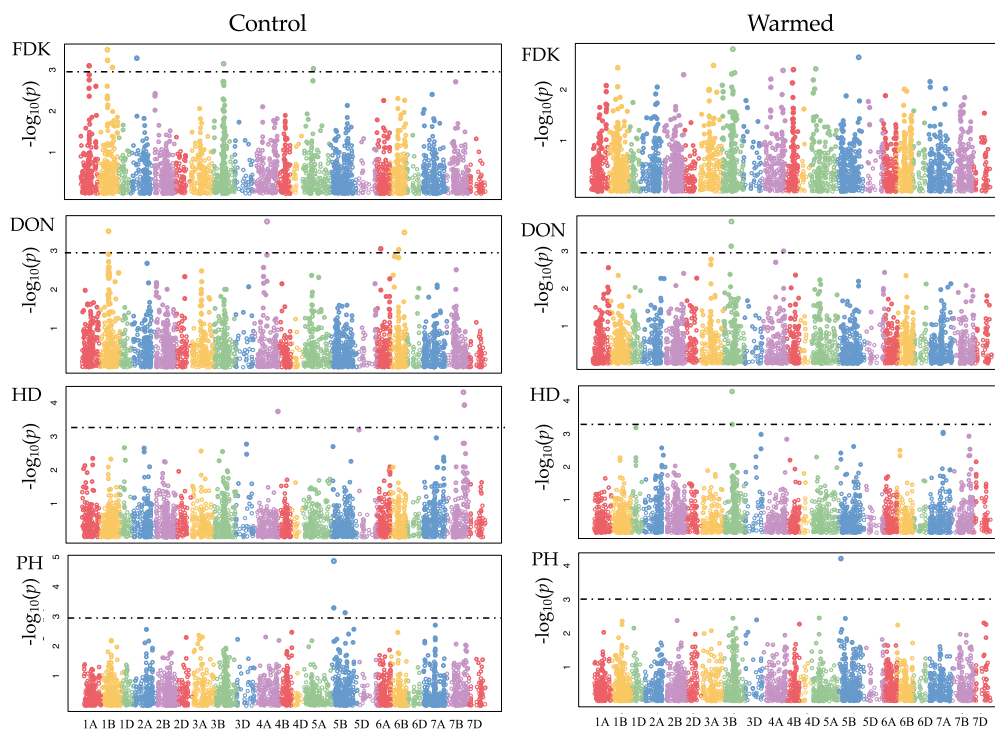 Control
Warmed
FDK
-log10(p)
3
2
1
FDK
-log10(p)
2
1
DON
-log10(p)
3
2
1
DON
-log10(p)
3
2
1
HD
-log10(p)
4
3
2
1
HD
-log10(p)
4
3
2
1
PH
-log10(p)
5
4
3
2
1
PH
-log10(p)
4
3
2
1
1A 1B 1D 2A 2B 2D 3A 3B 3D 4A 4B 4D 5A 5B 5D 6A 6B 6D 7A 7B 7D
1A 1B 1D 2A 2B 2D 3A 3B 3D 4A 4B 4D 5A 5B 5D 6A 6B 6D 7A 7B 7D